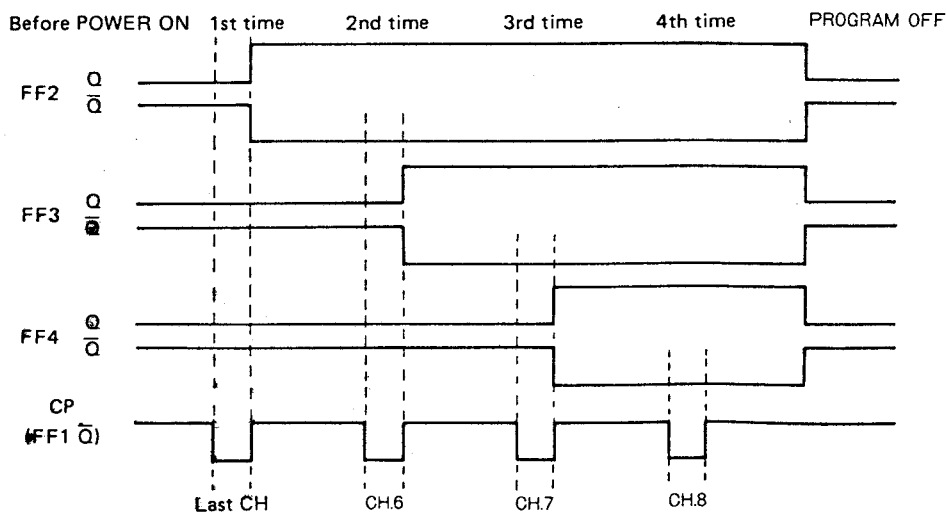 Before POWER ON 1st time 2nd time 3rd time 4th time PROGRAM OFF
Q
FF2 Q̅
Q
FF3 Q̅
Q
FF4 Q̅
CP
(FF1 Q̅)
Last CH CH.6 CH.7 CH.8